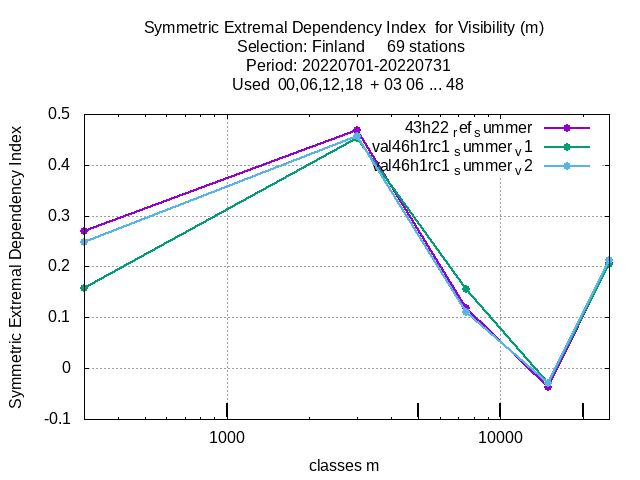 Symmetric Extremal Dependency Index  for Visibility (m)
Selection: Finland     69 stations
Period: 20220701-20220731
Used  00,06,12,18  + 03 06 ... 48
43h22 ref summer
val46h1rc1 summer v1
val46h1rc1 summer v2
Symmetric Extremal Dependency Index
0.5
0.4
0.3
0.2
0.1
0
-0.1
1000
10000
classes m